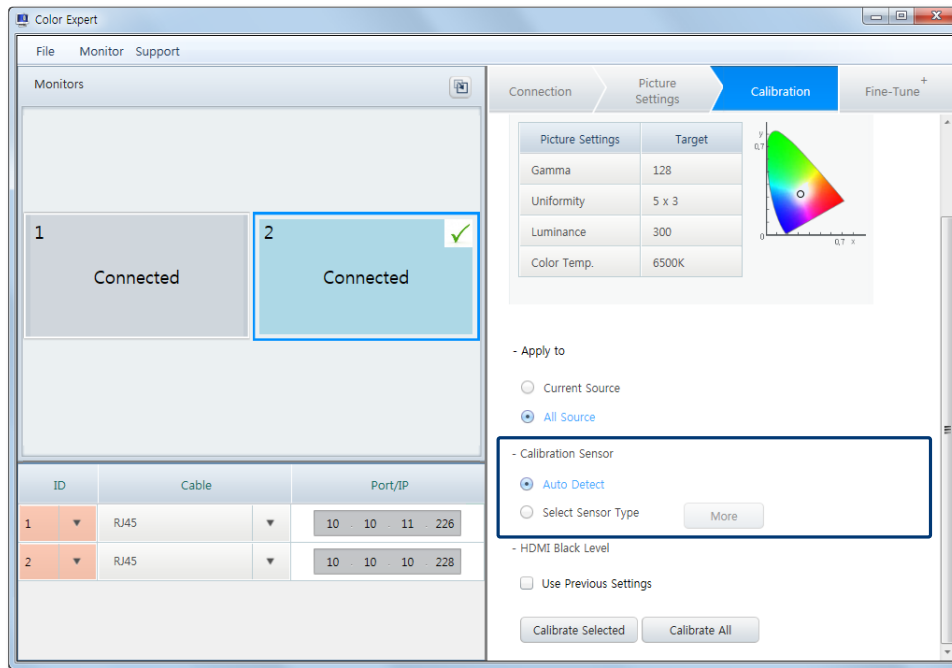 Color Expert
File Monitor Support
Monitors
1
Connected
2
Connected
ID Cable Port/IP
1 RJ45 10 . 10 . 11 . 226
2 RJ45 10 . 10 . 10 . 228
Connection
Picture
Settings
Calibration
Fine-Tune +
Picture Settings Target
Gamma 128
Uniformity 5 x 3
Luminance 300
Color Temp. 6500K
y
0,7
0
0,7 x
- Apply to
Current Source
All Source
- Calibration Sensor
Auto Detect
Select Sensor Type More
- HDMI Black Level
Use Previous Settings
Calibrate Selected Calibrate All